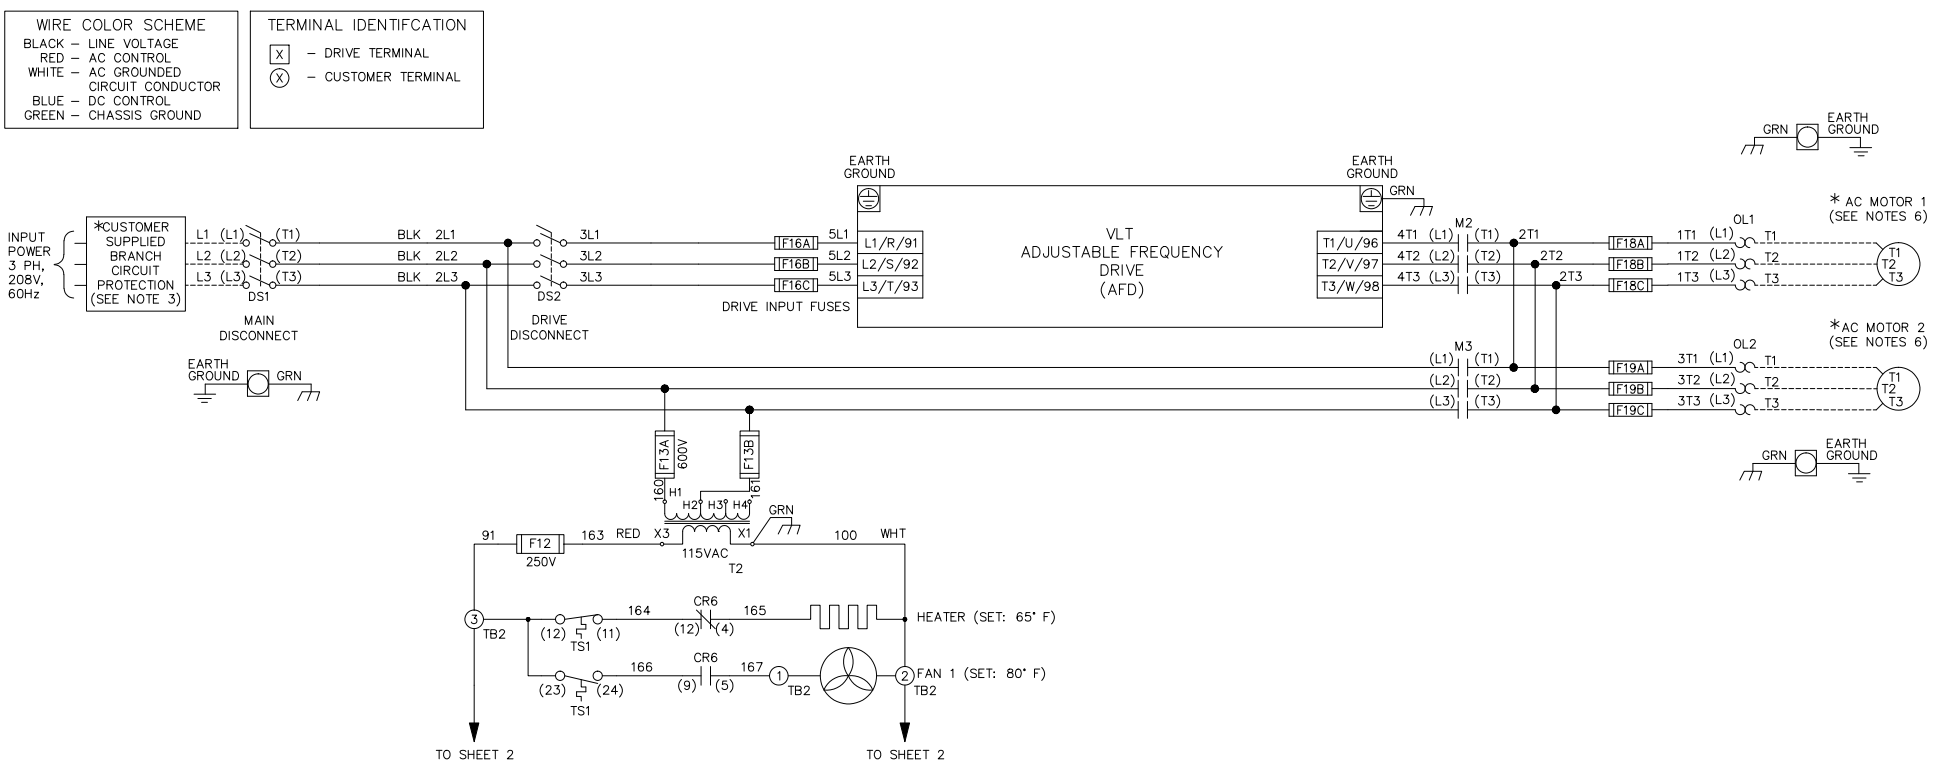 WIRE COLOR SCHEME
BLACK – LINE VOLTAGE
RED – AC CONTROL
WHITE – AC GROUNDED
CIRCUIT CONDUCTOR
BLUE – DC CONTROL
GREEN – CHASSIS GROUND
TERMINAL IDENTIFCATION
X – DRIVE TERMINAL
X – CUSTOMER TERMINAL
INPUT
POWER
3 PH,
208V,
60Hz
*CUSTOMER
SUPPLIED
BRANCH
CIRCUIT
PROTECTION
(SEE NOTE 3)
L1 (L1) (T1)
L2 (L2) (T2)
L3 (L3) (T3)
DS1
MAIN
DISCONNECT
EARTH
GROUND
GRN
BLK 2L1
BLK 2L2
BLK 2L3
DS2
DRIVE
DISCONNECT
3L1
3L2
3L3
F16A 5L1
F16B 5L2
F16C 5L3
DRIVE INPUT FUSES
EARTH
GROUND
L1/R/91
L2/S/92
L3/T/93
VLT
ADJUSTABLE FREQUENCY
DRIVE
(AFD)
EARTH
GROUND
GRN
T1/U/96
T2/V/97
T3/W/98
M2
4T1 (L1) (T1) 2T1
4T2 (L2) (T2) 2T2
4T3 (L3) (T3) 2T3
F18A
F18B
F18C
OL1
1T1 (L1) T1
1T2 (L2) T2
1T3 (L3) T3
GRN
EARTH
GROUND
* AC MOTOR 1
(SEE NOTES 6)
T1
T2
T3
M3
(L1) (T1)
(L2) (T2)
(L3) (T3)
F19A
F19B
F19C
OL2
3T1 (L1) T1
3T2 (L2) T2
3T3 (L3) T3
*AC MOTOR 2
(SEE NOTES 6)
T1
T2
T3
GRN
EARTH
GROUND
F13A
600V
F13B
160
161
H1
H2 H3 H4
GRN
91
F12
250V
163
RED
X3
X1
115VAC
T2
100
WHT
3
TB2
(12) (11)
TS1
164
CR6
(12) (4)
165
HEATER (SET: 65° F)
(23) (24)
TS1
166
CR6
(9) (5)
167
1
TB2
2
TB2
FAN 1 (SET: 80° F)
TO SHEET 2
TO SHEET 2